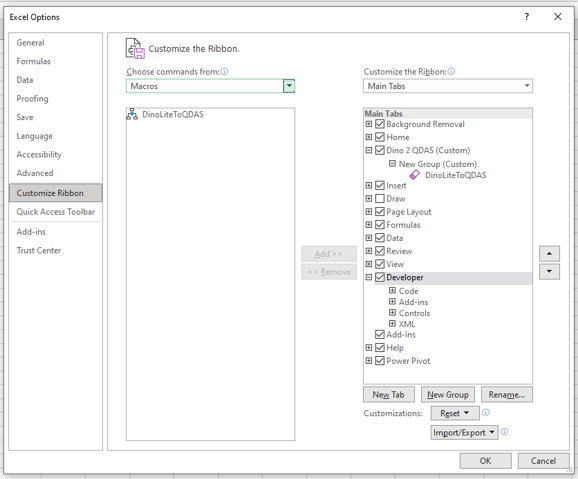 Excel Options
?
General
Formulas
Data
Proofing
Save
Language
Accessibility
Advanced
Customize Ribbon
Quick Access Toolbar
Add-ins
Trust Center
Customize the Ribbon.
Choose commands from:
Macros
DinoLiteToQDAS
Add >>
<< Remove
Customize the Ribbon:
Main Tabs
Main Tabs
Background Removal
Home
Dino 2 QDAS (Custom)
New Group (Custom)
DinoLiteToQDAS
Insert
Draw
Page Layout
Formulas
Data
Review
View
Developer
Code
Add-ins
Controls
XML
Add-ins
Help
Power Pivot
New Tab New Group Rename...
Customizations: Reset
Import/Export
OK Cancel